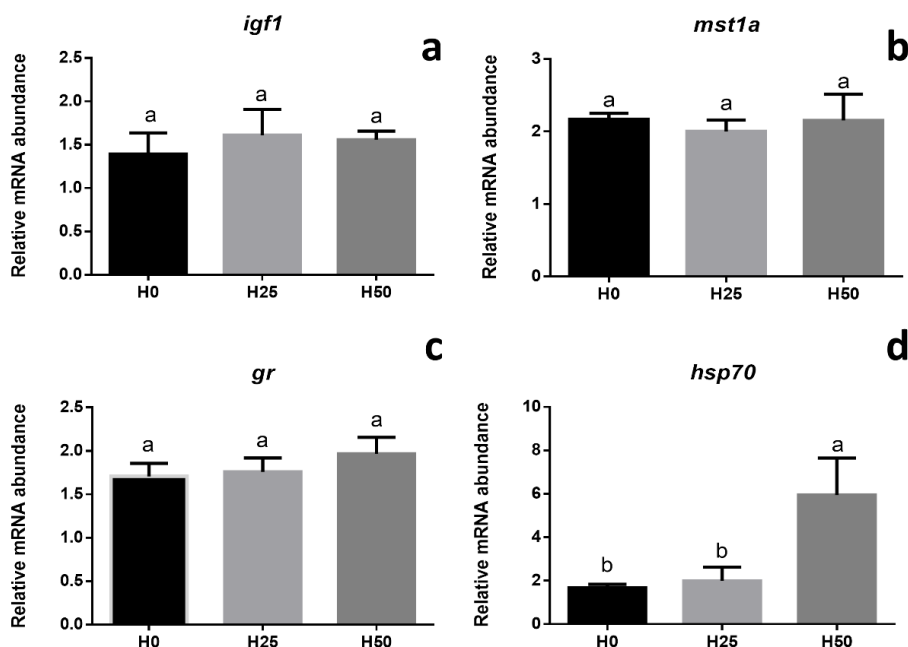 igf1
a
Relative mRNA abundance
2.5
2.0
1.5
1.0
0.5
0.0
a
a
a
H0
H25
H50
mst1a
b
Relative mRNA abundance
3
2
1
0
a
a
a
H0
H25
H50
gr
c
Relative mRNA abundance
2.5
2.0
1.5
1.0
0.5
0.0
a
a
a
H0
H25
H50
hsp70
d
Relative mRNA abundance
10
8
6
4
2
0
b
b
a
H0
H25
H50